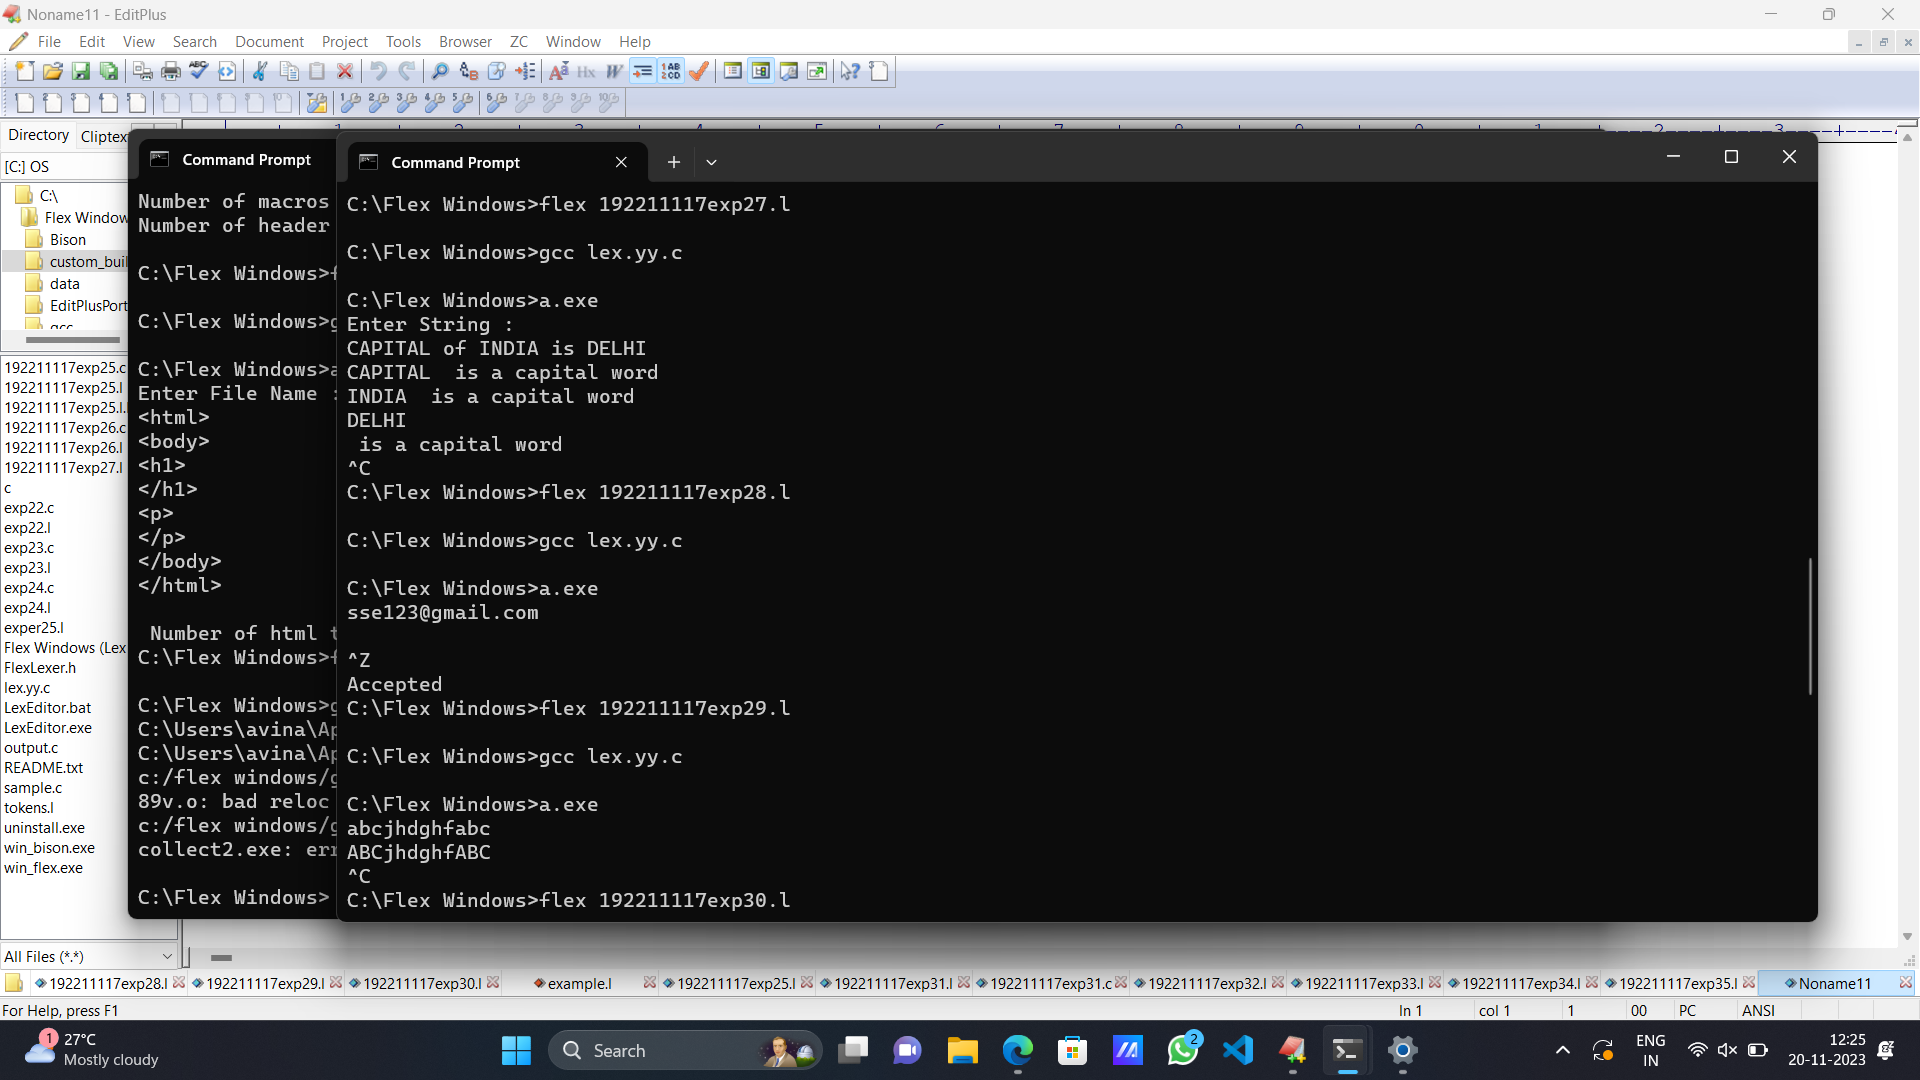 Noname11 - EditPlus
File Edit View Search Document Project Tools Browser ZC Window Help
Directory Cliptex
[C:] OS
C:\
Flex Window
Bison
custom_buil
data
EditPlusPort
gcc
192211117exp25.c
192211117exp25.l
192211117exp25.l.
192211117exp26.c
192211117exp26.l
192211117exp27.l
c
exp22.c
exp22.l
exp23.c
exp23.l
exp24.c
exp24.l
exper25.l
Flex Windows (Lex
FlexLexer.h
lex.yy.c
LexEditor.bat
LexEditor.exe
output.c
README.txt
sample.c
tokens.l
uninstall.exe
win_bison.exe
win_flex.exe
All Files (*.*)
Command Prompt
Number of macros
Number of header
C:\Flex Windows>f
C:\Flex Windows>g
C:\Flex Windows>a
Enter File Name :
<html>
<body>
<h1>
</h1>
<p>
</p>
</body>
</html>
Number of html t
C:\Flex Windows>f
C:\Flex Windows>g
C:\Users\avina\Ap
C:\Users\avina\Ap
c:/flex windows/g
89v.o: bad reloc
c:/flex windows/g
collect2.exe: err
C:\Flex Windows>
Command Prompt
C:\Flex Windows>flex 192211117exp27.l
C:\Flex Windows>gcc lex.yy.c
C:\Flex Windows>a.exe
Enter String :
CAPITAL of INDIA is DELHI
CAPITAL  is a capital word
INDIA  is a capital word
DELHI
 is a capital word
^C
C:\Flex Windows>flex 192211117exp28.l
C:\Flex Windows>gcc lex.yy.c
C:\Flex Windows>a.exe
sse123@gmail.com
^Z
Accepted
C:\Flex Windows>flex 192211117exp29.l
C:\Flex Windows>gcc lex.yy.c
C:\Flex Windows>a.exe
abcjhdghfabc
ABCjhdghfABC
^C
C:\Flex Windows>flex 192211117exp30.l
192211117exp28.l 192211117exp29.l 192211117exp30.l example.l 192211117exp25.l 192211117exp31.l 192211117exp31.c 192211117exp32.l 192211117exp33.l 192211117exp34.l 192211117exp35.l Noname11
For Help, press F1 ln 1 col 1 1 00 PC ANSI
1 27°C
Mostly cloudy
Search
2
ENG
IN
12:25
20-11-2023